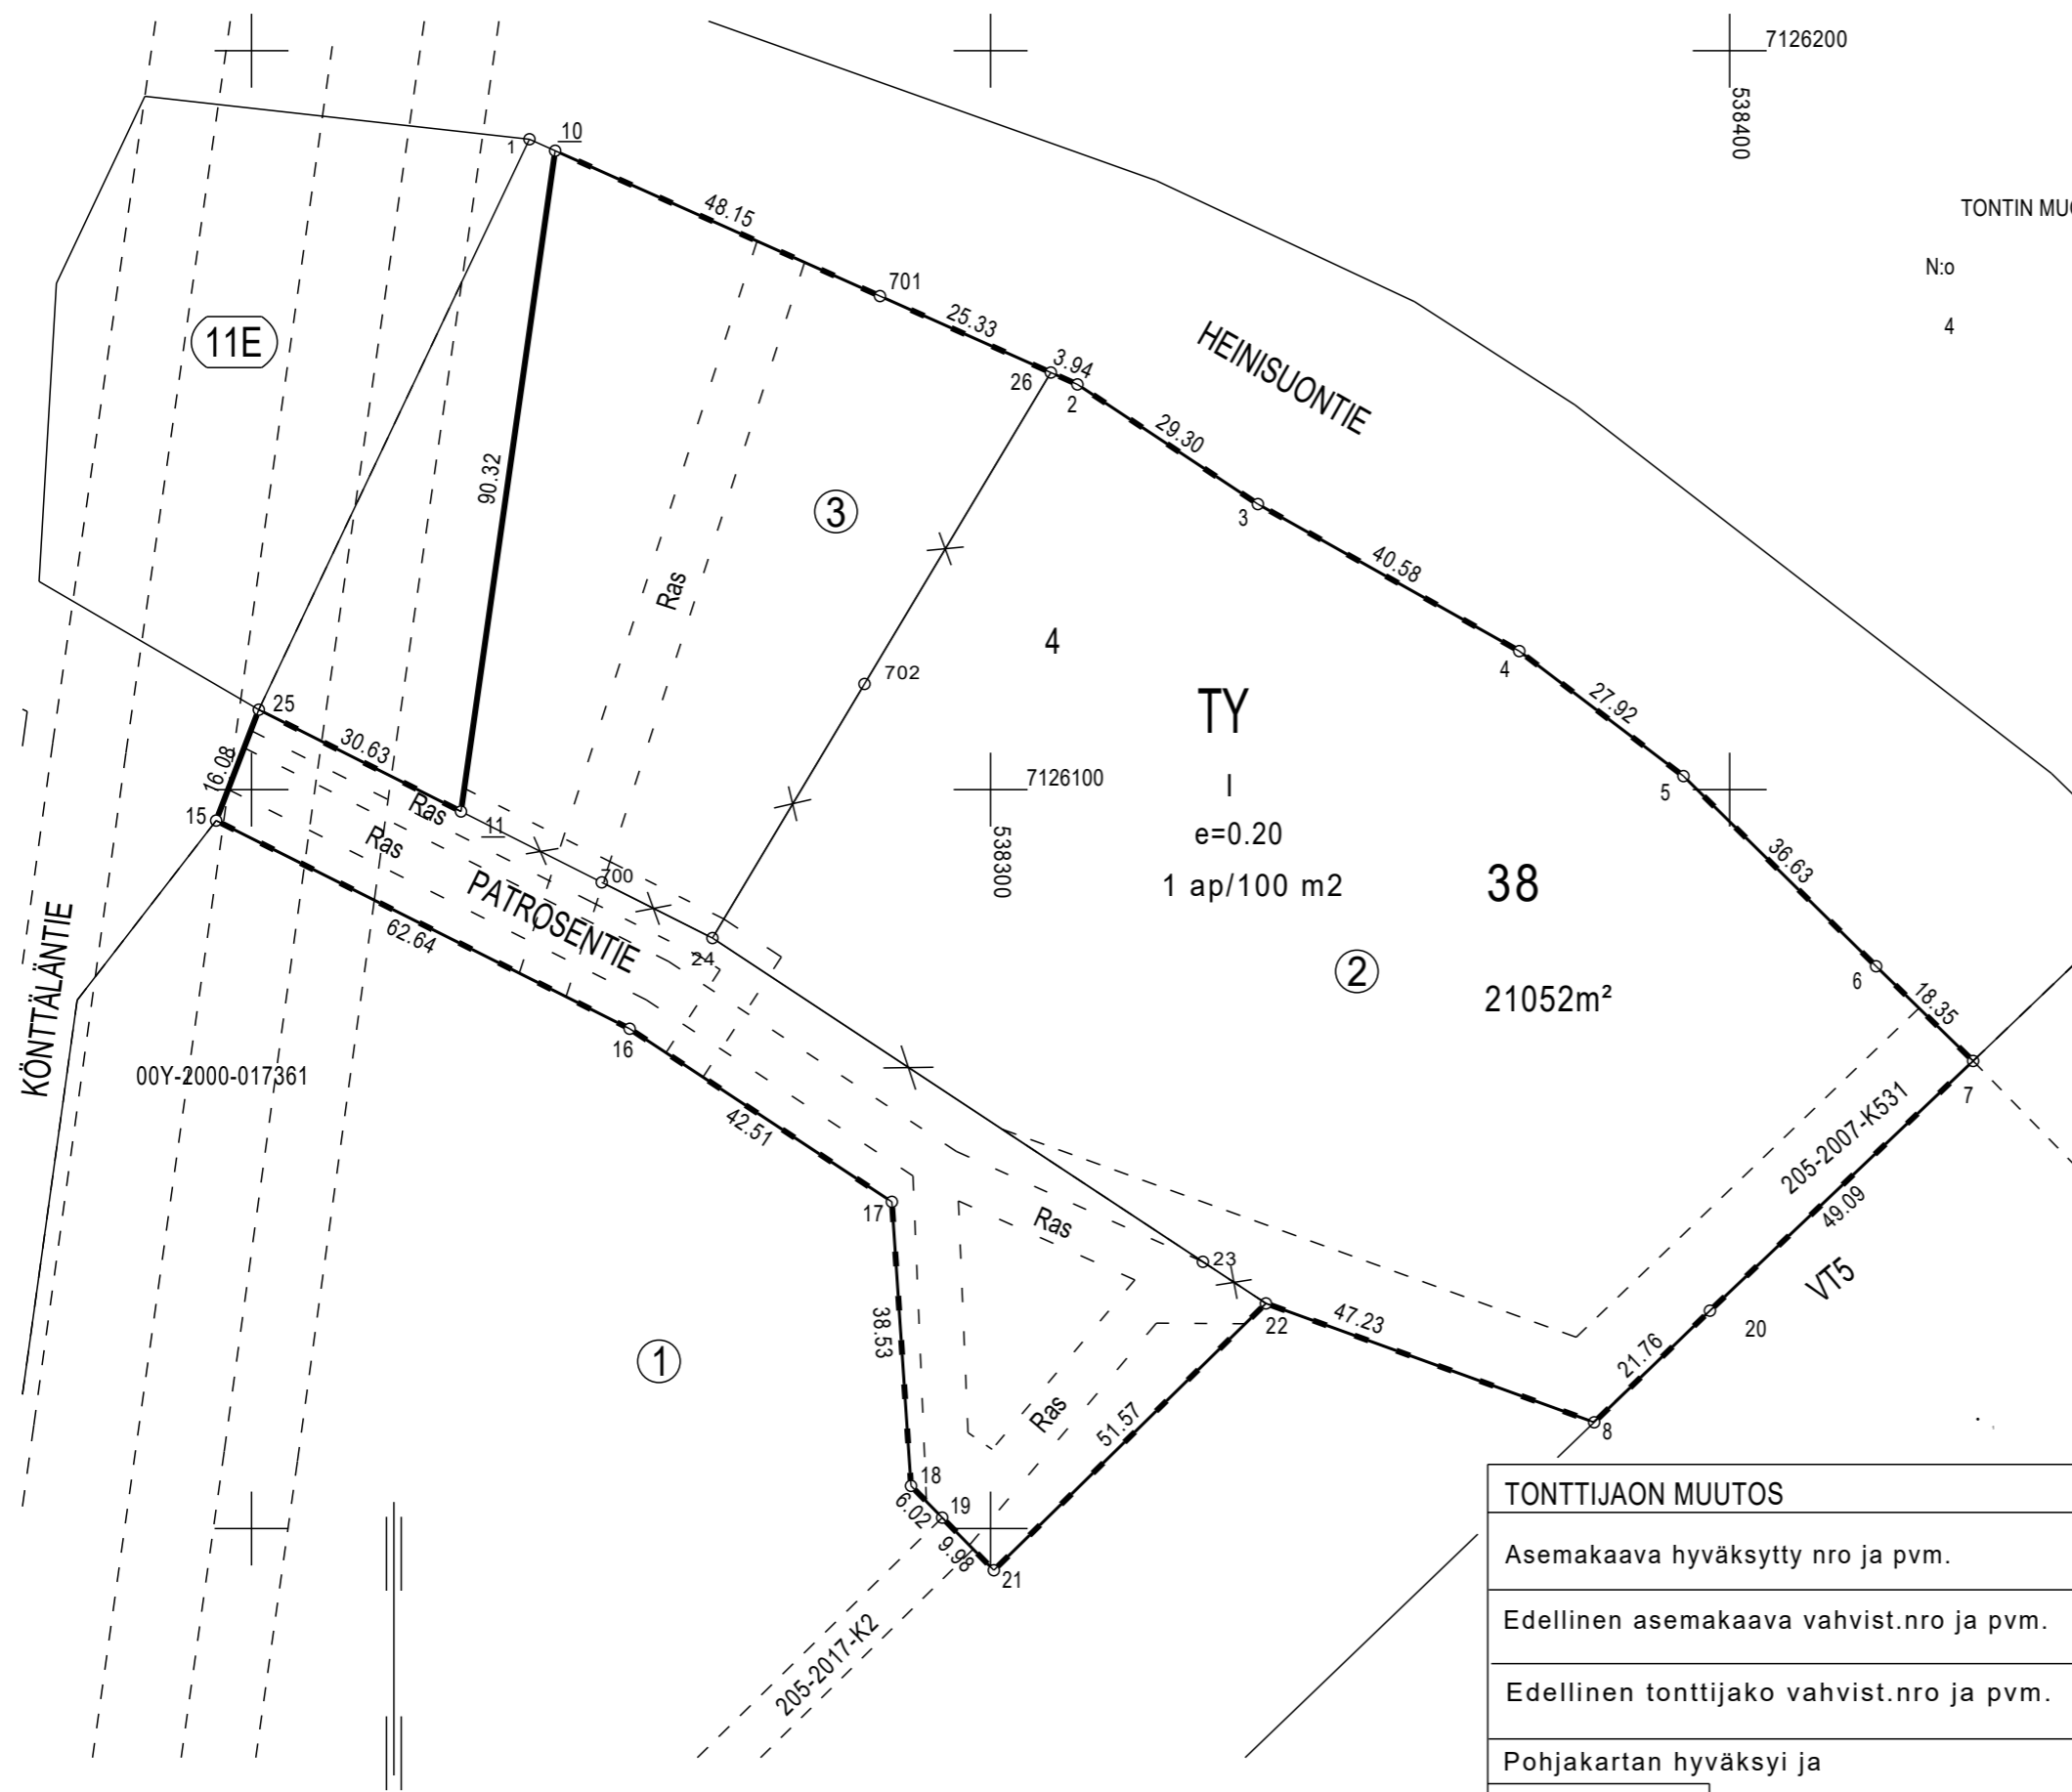 7126200
538400
TONTIN MUO
N:o
4
1
10
48.15
701
25.33
3.94
26
2
HEINISUONTIE
29.30
3
40.58
4
27.92
5
36.63
6
18.35
7
11E
90.32
3
Ras
4
702
TY
I
e=0.20
1 ap/100 m2
7126100
538300
38
2
21052m²
25
30.63
16.08
15
Ras
11
Ras
700
PATROSENTIE
24
62.64
KÖNTTÄLÄNTIE
00Y-2000-017361
16
42.51
17
205-2007-K531
49.09
VT5
20
21.76
8
Ras
23
22
47.23
38.53
1
51.57
Ras
18
6.02
19
9.98
21
205-2017-K2
TONTTIJAON MUUTOS
Asemakaava hyväksytty nro ja pvm.
Edellinen asemakaava vahvist.nro ja pvm.
Edellinen tonttijako vahvist.nro ja pvm.
Pohjakartan hyväksyi ja